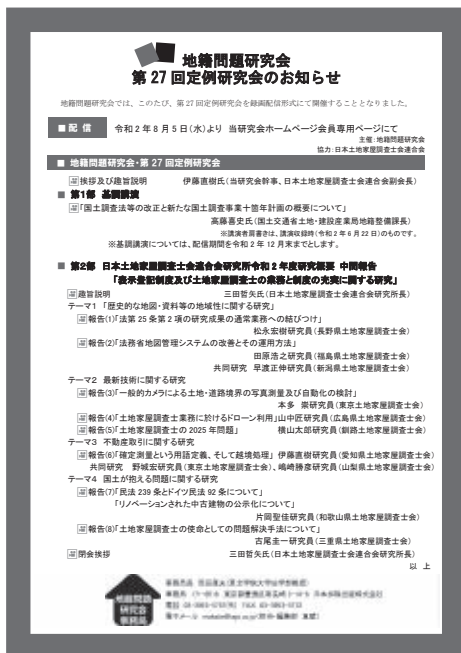 地籍問題研究会
第27回定例研究会のお知らせ
地籍問題研究会では、このたび、第27回定例研究会を録画配信形式にて開催することとなりました。
■配 信 令和2年8月5日(水)より 当研究会ホームページ会員専用ページにて
主催:地籍問題研究会
協力:日本土地家屋調査士会連合会
■ 地籍問題研究会・第27回定例研究会
挨拶及び趣旨説明 伊藤直樹氏(当研究会幹事、日本土地家屋調査士会連合会副会長)
■ 第1部 基調講演
「国土調査法等の改正と新たな国土調査事業十箇年計画の概要について」
高藤喜史氏(国土交通省土地・建設産業局地籍整備課長)
※講演者肩書きは、講演収録時(令和2年6月22日)のものです。
※基調講演については、配信期間を令和2年12月末までとします。
■ 第2部 日本土地家屋調査士会連合会研究所令和2年度研究概要 中間報告
「表示登記制度及び土地家屋調査士の業務と制度の充実に関する研究」
趣旨説明 三田哲矢氏(日本土地家屋調査士会連合会研究所長)
テーマ1 「歴史的な地図・資料等の地域性に関する研究」
報告(1)「法第25条第2項の研究成果の通常業務への結びつけ」
松永宏樹研究員(長野県土地家屋調査士会)
報告(2)「法務省地図管理システムの改善とその運用方法」
田原浩之研究員(福島県土地家屋調査士会)
共同研究 早渡正伸研究員(新潟県土地家屋調査士会)
テーマ2 最新技術に関する研究
報告(3)「一般的カメラによる土地・道路境界の写真測量及び自動化の検討」
本多 崇研究員(東京土地家屋調査士会)
報告(4)「土地家屋調査士業務に於けるドローン利用」山中匠研究員(広島県土地家屋調査士会)
報告(5)「土地家屋調査士の2025年問題」 横山太郎研究員(釧路土地家屋調査士会)
テーマ3 不動産取引に関する研究
報告(6)「確定測量という用語定義、そして越境処理」 伊藤直樹研究員(愛知県土地家屋調査士会)
共同研究 野城宏研究員(東京土地家屋調査士会)、嶋崎勝彦研究員(山梨県土地家屋調査士会)
テーマ4 国土が抱える問題に関する研究
報告(7)「民法239条とドイツ民法92条について」
「リノベーションされた中古建物の公示化について」
片岡聖佳研究員(和歌山県土地家屋調査士会)
報告(8)「土地家屋調査士の使命としての問題解決手法について」
古尾圭一研究員(三重県土地家屋調査士会)
閉会挨拶 三田哲矢氏(日本土地家屋調査士会連合会研究所長)
以 上
地籍問題
研究会
事務局